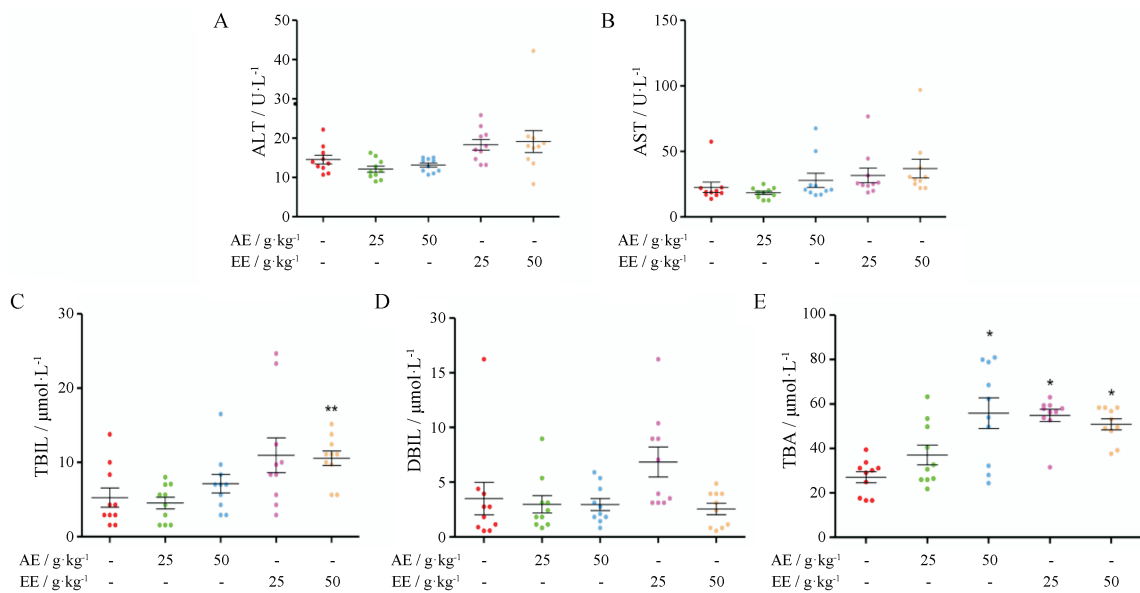 A
B
ALT / U·L-1
50
40
30
20
10
0
AST / U·L-1
150
100
50
0
AE / g·kg-1 - 25 50 - -
EE / g·kg-1 - - - 25 50
AE / g·kg-1 - 25 50 - -
EE / g·kg-1 - - - 25 50
C
D
E
TBIL / μmol·L-1
30
20
10
0
**
DBIL / μmol·L-1
30
15
10
5
0
TBA / μmol·L-1
100
80
60
40
20
0
*
*
*
AE / g·kg-1 - 25 50 - -
EE / g·kg-1 - - - 25 50
AE / g·kg-1 - 25 50 - -
EE / g·kg-1 - - - 25 50
AE / g·kg-1 - 25 50 - -
EE / g·kg-1 - - - 25 50